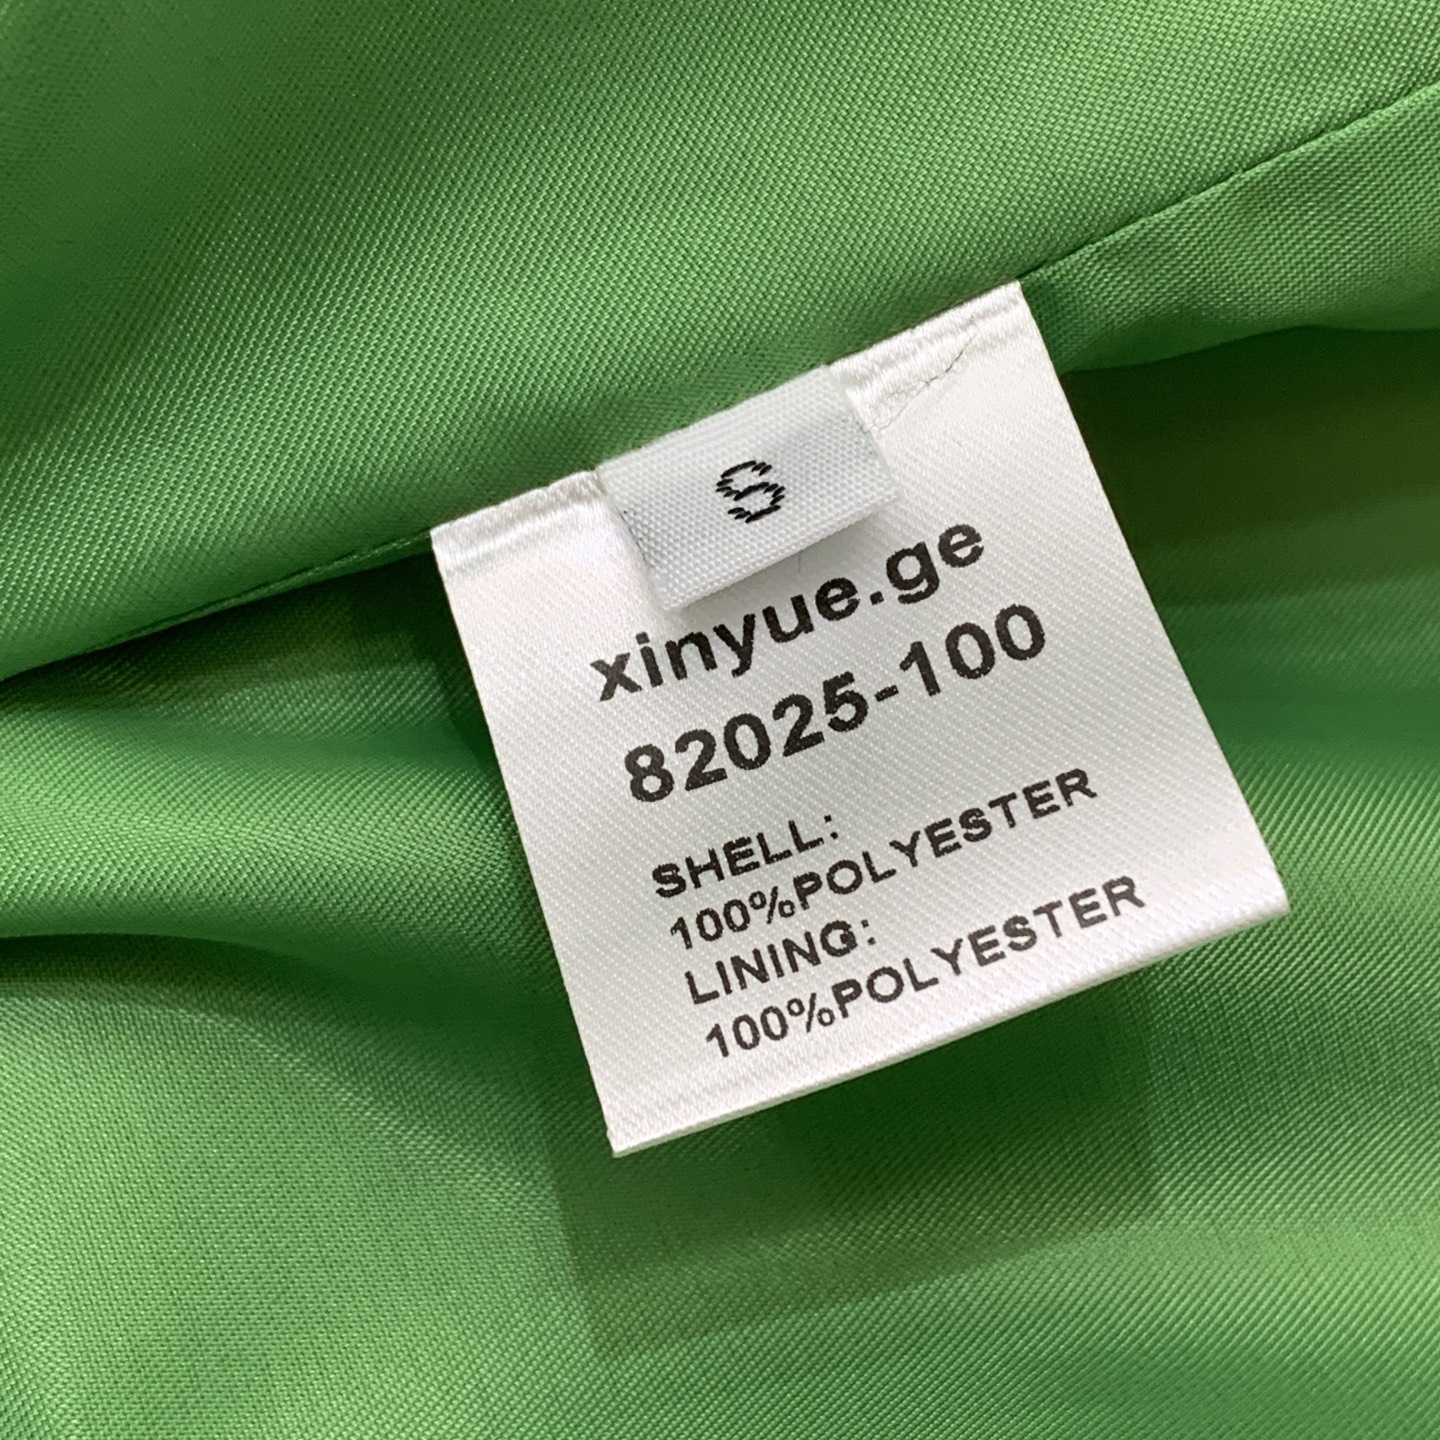 S
xinyue.ge
82025-100
SHELL:
100%POLYESTER
LINING:
100%POLYESTER